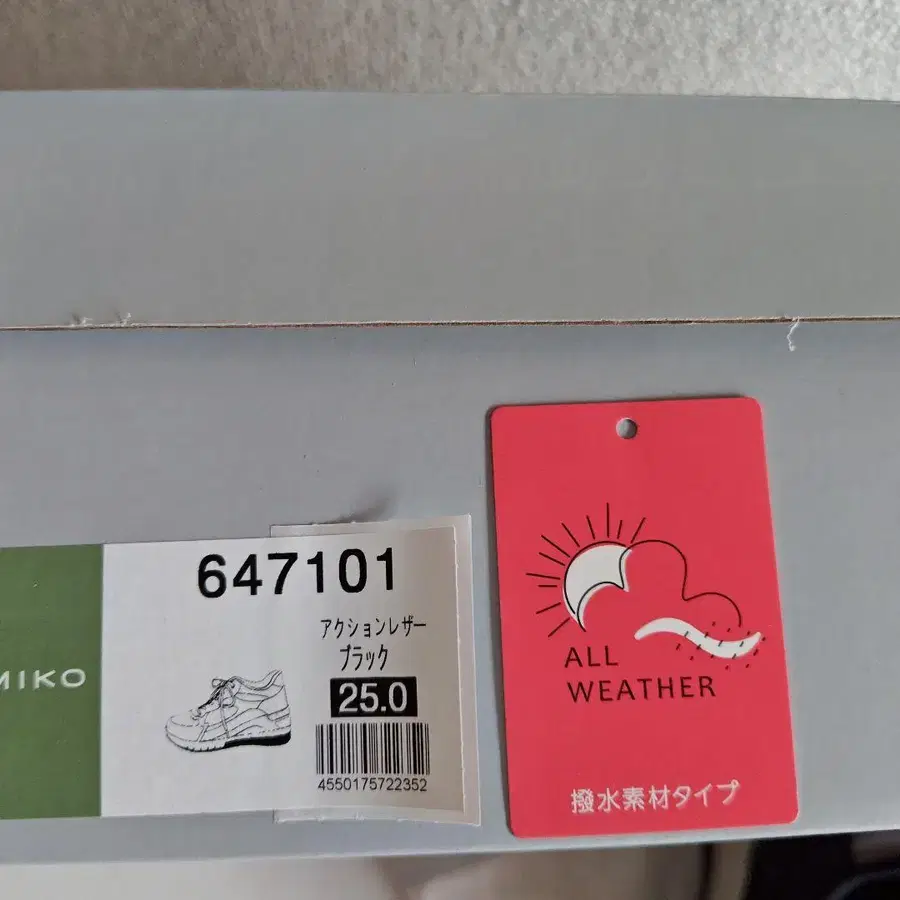 MIKO
647101
アクションレザー
ブラック
25.0
4550175722352
ALL
WEATHER
撥水素材タイプ